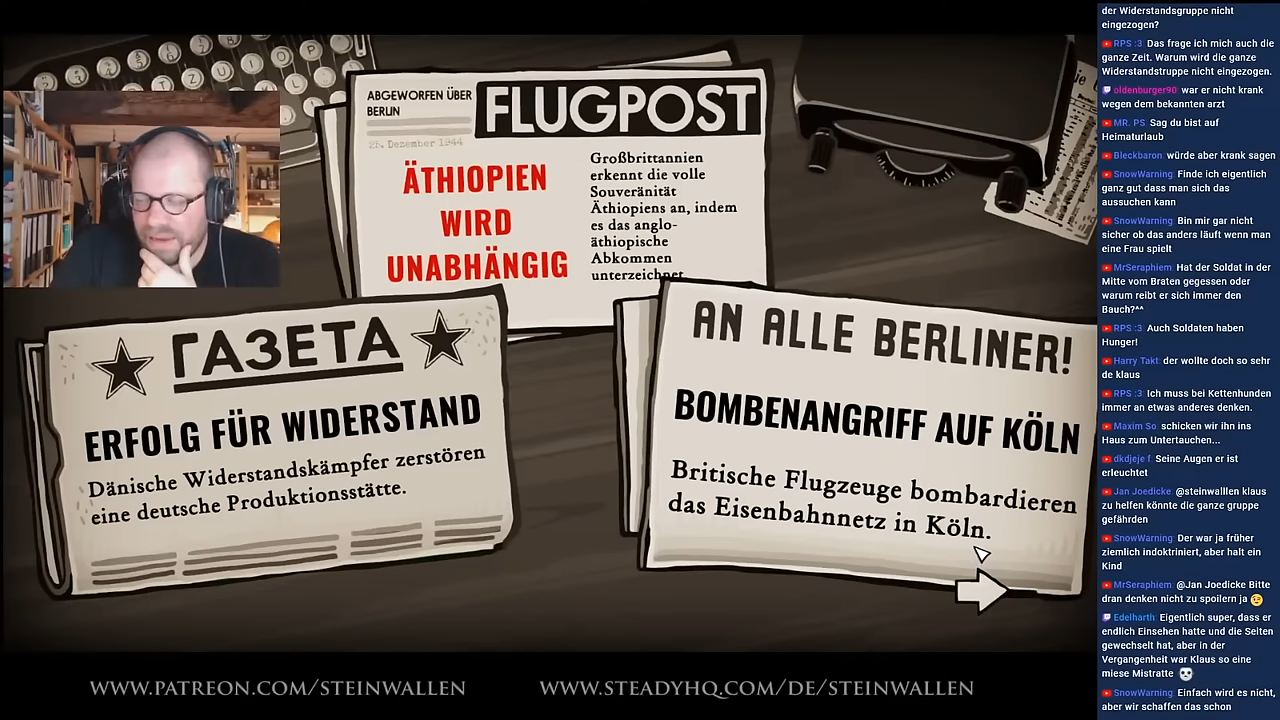 ABGEWORFEN ÜBER
BERLIN
FLUGPOST
25. Dezember 1944
ÄTHIOPIEN
WIRD
UNABHÄNGIG
Großbrittannien
erkennt die volle
Souveränität
Äthiopiens an, indem
es das anglo-
äthiopische
Abkommen
unterzeichnet.
ГАЗЕТА
ERFOLG FÜR WIDERSTAND
Dänische Widerstandskämpfer zerstören
eine deutsche Produktionsstätte.
AN ALLE BERLINER!
BOMBENANGRIFF AUF KÖLN
Britische Flugzeuge bombardieren
das Eisenbahnnetz in Köln.
WWW.PATREON.COM/STEINWALLEN
WWW.STEADYHQ.COM/DE/STEINWALLEN
der Widerstandsgruppe nicht
eingezogen?
RPS :3 Das frage ich mich auch die
ganze Zeit. Warum wird die ganze
Widerstandstruppe nicht eingezogen.
oldenburger90 war er nicht krank
wegen dem bekannten arzt
MR. PS Sag du bist auf
Heimaturlaub
Bleckbaron würde aber krank sagen
SnowWarning Finde ich eigentlich
ganz gut dass man sich das
aussuchen kann
SnowWarning Bin mir gar nicht
sicher ob das anders läuft wenn man
eine Frau spielt
MrSeraphiem Hat der Soldat in der
Mitte vom Braten gegessen oder
warum reibt er sich immer den
Bauch?^^
RPS :3 Auch Soldaten haben
Hunger!
Harry Takt der wollte doch so sehr
de klaus
RPS :3 Ich muss bei Kettenhunden
immer an etwas anderes denken.
Maxim So schicken wir ihn ins
Haus zum Untertauchen...
dkdjeje f Seine Augen er ist
erleuchtet
Jan Joedicke @steinwalllen klaus
zu helfen könnte die ganze gruppe
gefährden
SnowWarning Der war ja früher
ziemlich indoktriniert, aber halt ein
Kind
MrSeraphiem @Jan Joedicke Bitte
dran denken nicht zu spoilern ja 😉
Edelharth Eigentlich super, dass er
endlich Einsehen hatte und die Seiten
gewechselt hat, aber in der
Vergangenheit war Klaus so eine
miese Mistratte 💀
SnowWarning Einfach wird es nicht,
aber wir schaffen das schon